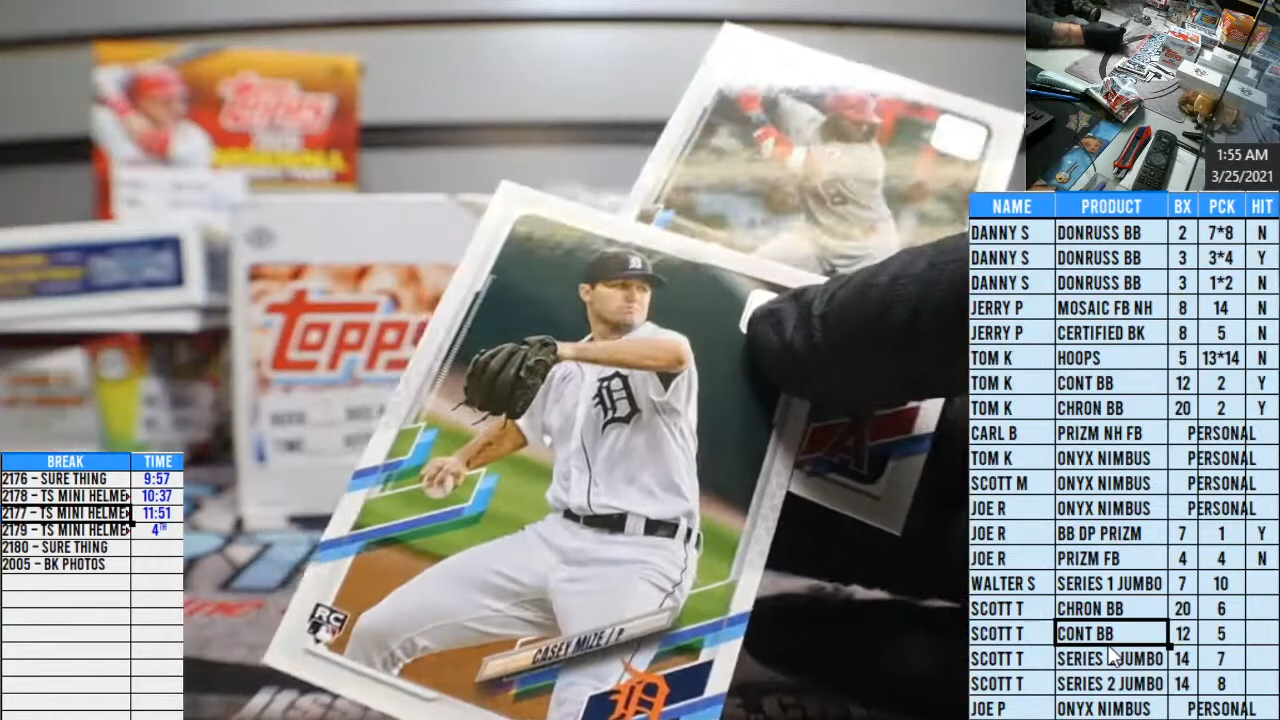 1:55 AM
3/25/2021
NAME PRODUCT BX PCK HIT
DANNY S DONRUSS BB 2 7*8 N
DANNY S DONRUSS BB 3 3*4 Y
DANNY S DONRUSS BB 3 1*2 N
JERRY P MOSAIC FB NH 8 14 N
JERRY P CERTIFIED BK 8 5 N
TOM K HOOPS 5 13*14 N
TOM K CONT BB 12 2 Y
TOM K CHRON BB 20 2 Y
CARL B PRIZM NH FB PERSONAL
TOM K ONYX NIMBUS PERSONAL
SCOTT M ONYX NIMBUS PERSONAL
JOE R ONYX NIMBUS PERSONAL
JOE R BB DP PRIZM 7 1 Y
JOE R PRIZM FB 4 4 N
WALTER S SERIES 1 JUMBO 7 10
SCOTT T CHRON BB 20 6
SCOTT T CONT BB 12 5
SCOTT T SERIES JUMBO 14 7
SCOTT T SERIES 2 JUMBO 14 8
JOE P ONYX NIMBUS PERSONAL
BREAK TIME
2176 - SURE THING 9:57
2178 - TS MINI HELME 10:37
2177 - TS MINI HELME 11:51
2179 - TS MINI HELME 4TH
2180 - SURE THING
2005 - BK PHOTOS
Topps
TOPPS
D
D
RC
CASEY MIZE / P
D
A